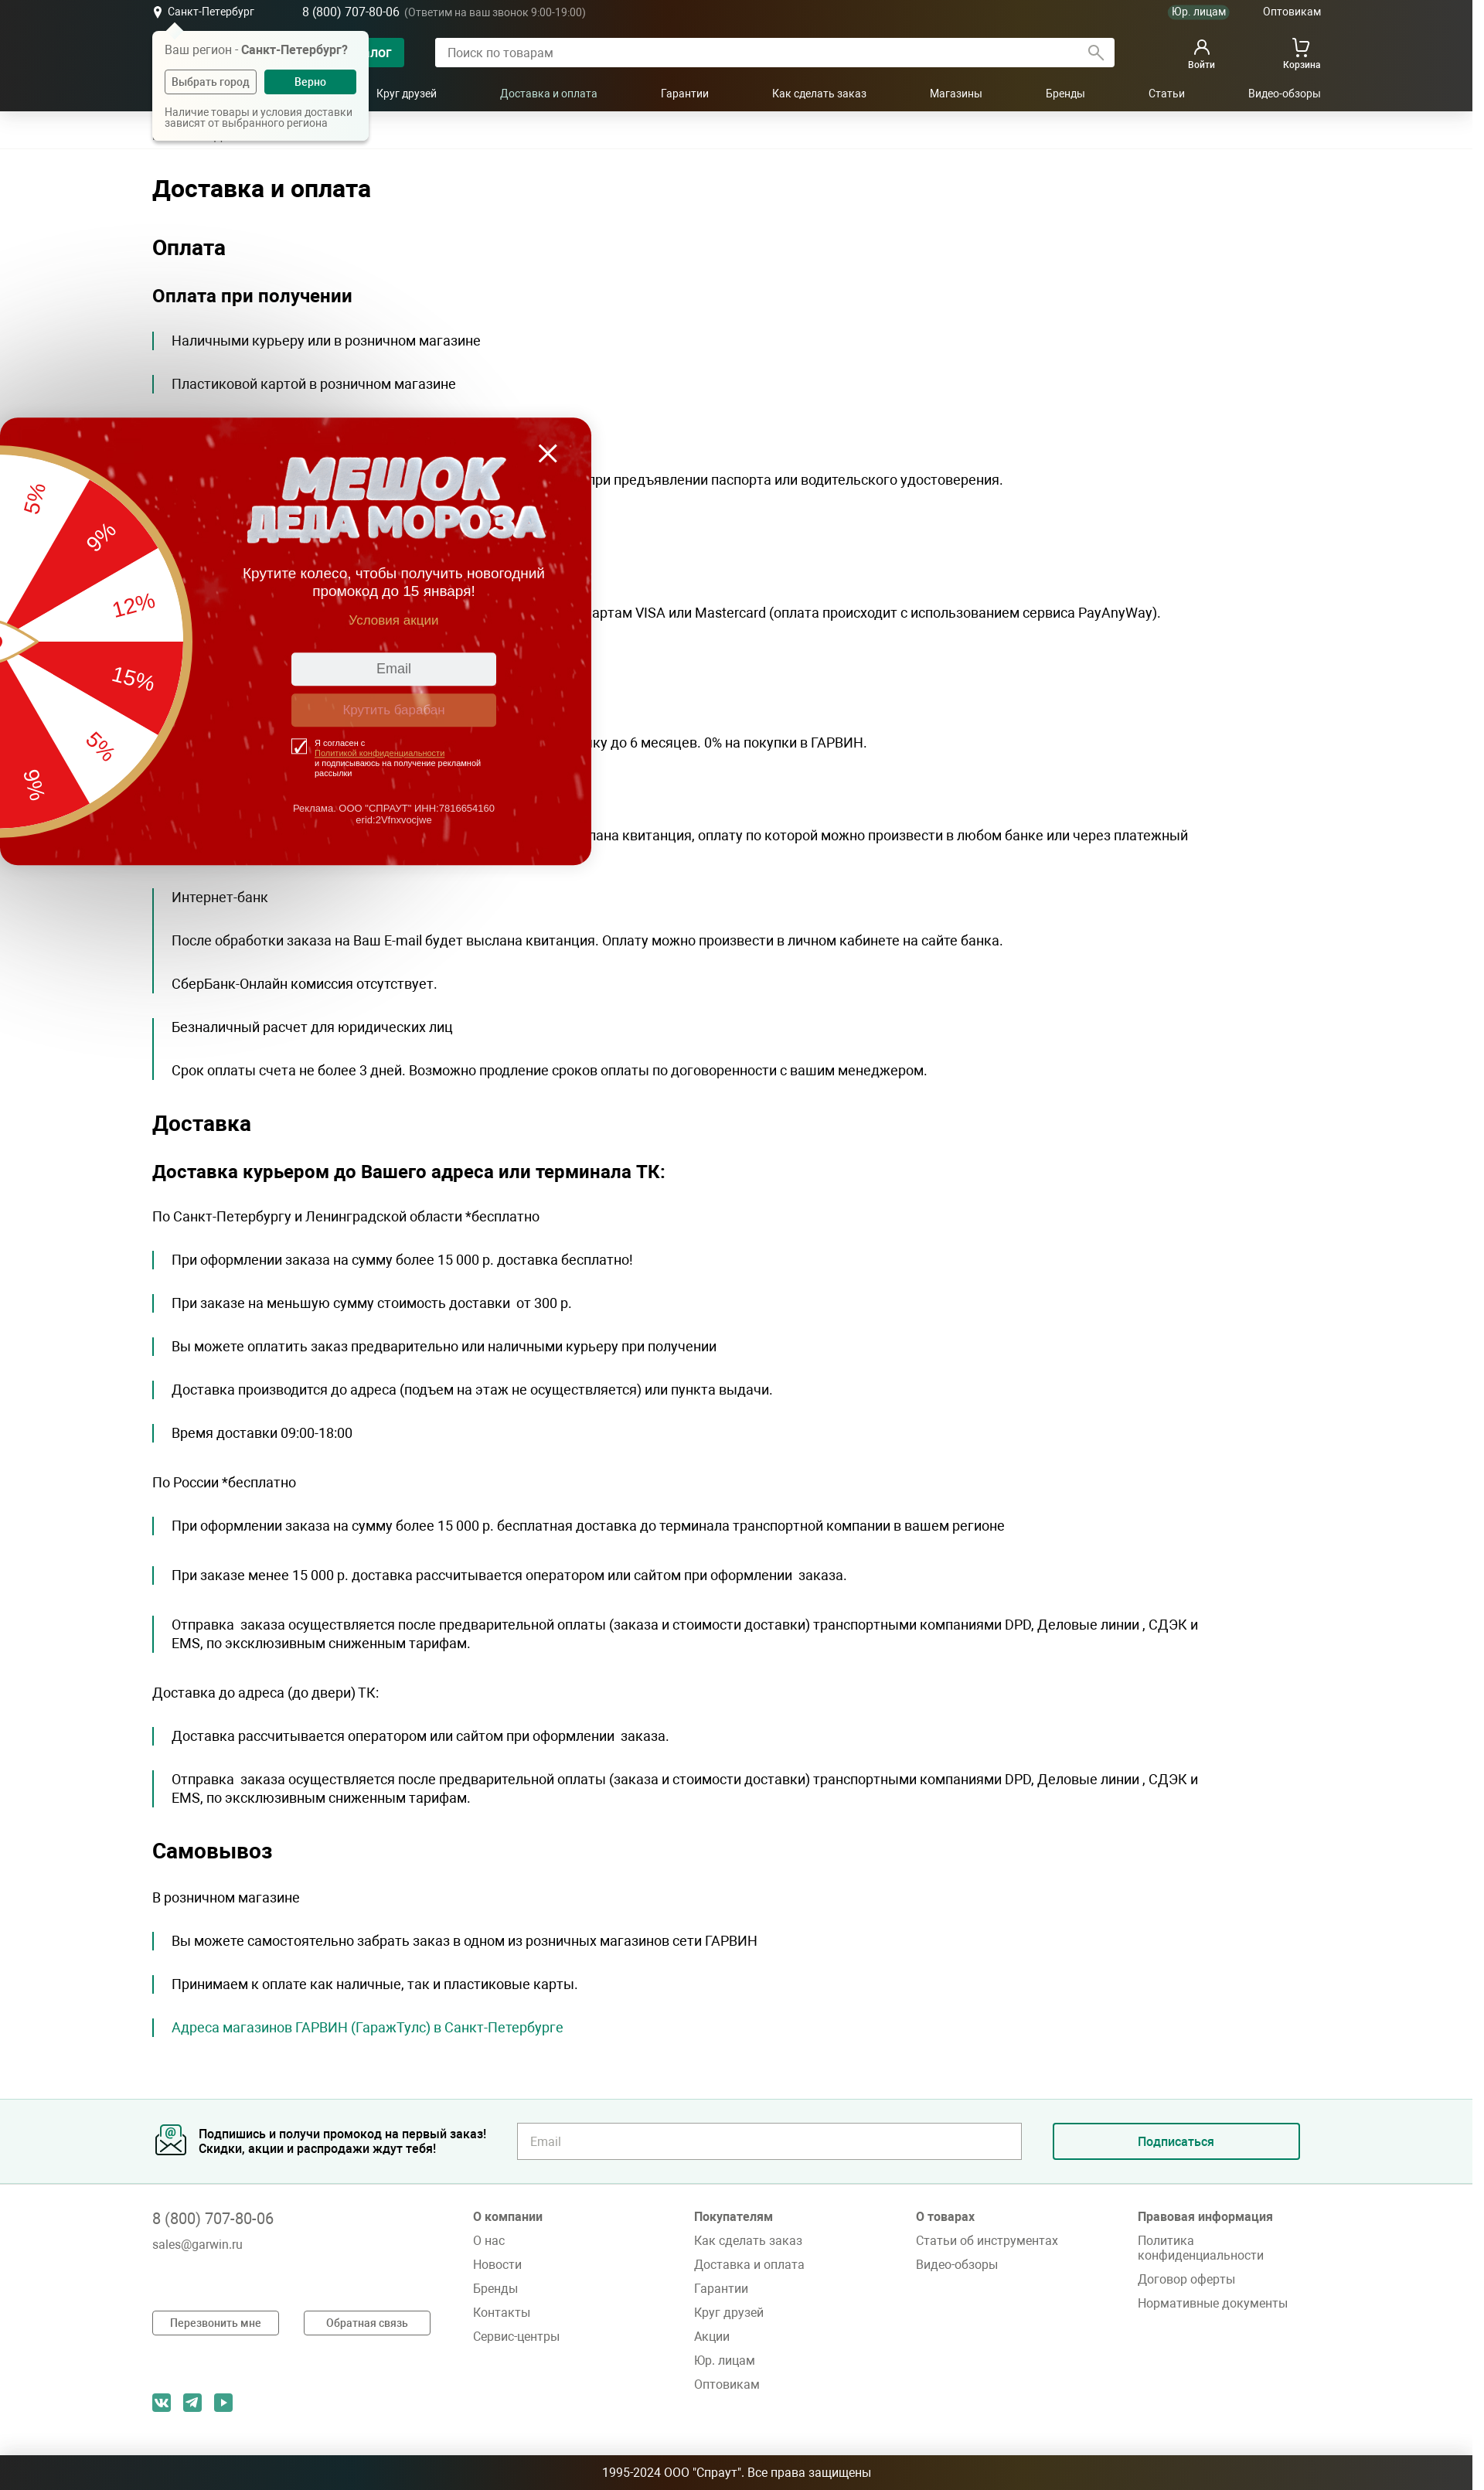 Санкт-Петербург
8 (800) 707-80-06 (Ответим на ваш звонок 9:00-19:00)
Юр. лицам
Оптовикам
Ваш регион - Санкт-Петербург?
Выбрать город
Верно
Наличие товары и условия доставки
зависят от выбранного региона
Поиск по товарам
Войти
Корзина
Круг друзей
Доставка и оплата
Гарантии
Как сделать заказ
Магазины
Бренды
Статьи
Видео-обзоры
Доставка и оплата
Оплата
Оплата при получении
Наличными курьеру или в розничном магазине
Пластиковой картой в розничном магазине
при предъявлении паспорта или водительского удостоверения.
картам VISA или Mastercard (оплата происходит с использованием сервиса PayAnyWay).
до 6 месяцев. 0% на покупки в ГАРВИН.
квитанция, оплату по которой можно произвести в любом банке или через платежный
МЕШОК
ДЕДА МОРОЗА
Крутите колесо, чтобы получить новогодний
промокод до 15 января!
Условия акции
Email
Крутить барабан
Я согласен с
Политикой конфиденциальности
и подписываюсь на получение рекламной
рассылки
Реклама. ООО "СПРАУТ" ИНН:7816654160
erid:2Vfnxvocjwe
5%
9%
12%
15%
5%
9%
Интернет-банк
После обработки заказа на Ваш E-mail будет выслана квитанция. Оплату можно произвести в личном кабинете на сайте банка.
СберБанк-Онлайн комиссия отсутствует.
Безналичный расчет для юридических лиц
Срок оплаты счета не более 3 дней. Возможно продление сроков оплаты по договоренности с вашим менеджером.
Доставка
Доставка курьером до Вашего адреса или терминала ТК:
По Санкт-Петербургу и Ленинградской области *бесплатно
При оформлении заказа на сумму более 15 000 р. доставка бесплатно!
При заказе на меньшую сумму стоимость доставки  от 300 р.
Вы можете оплатить заказ предварительно или наличными курьеру при получении
Доставка производится до адреса (подъем на этаж не осуществляется) или пункта выдачи.
Время доставки 09:00-18:00
По России *бесплатно
При оформлении заказа на сумму более 15 000 р. бесплатная доставка до терминала транспортной компании в вашем регионе
При заказе менее 15 000 р. доставка рассчитывается оператором или сайтом при оформлении  заказа.
Отправка  заказа осуществляется после предварительной оплаты (заказа и стоимости доставки) транспортными компаниями DPD, Деловые линии , СДЭК и
EMS, по эксклюзивным сниженным тарифам.
Доставка до адреса (до двери) ТК:
Доставка рассчитывается оператором или сайтом при оформлении  заказа.
Отправка  заказа осуществляется после предварительной оплаты (заказа и стоимости доставки) транспортными компаниями DPD, Деловые линии , СДЭК и
EMS, по эксклюзивным сниженным тарифам.
Самовывоз
В розничном магазине
Вы можете самостоятельно забрать заказ в одном из розничных магазинов сети ГАРВИН
Принимаем к оплате как наличные, так и пластиковые карты.
Адреса магазинов ГАРВИН (ГаражТулс) в Санкт-Петербурге
Подпишись и получи промокод на первый заказ!
Скидки, акции и распродажи ждут тебя!
Email
Подписаться
8 (800) 707-80-06
sales@garwin.ru
Перезвонить мне
Обратная связь
О компании
О нас
Новости
Бренды
Контакты
Сервис-центры
Покупателям
Как сделать заказ
Доставка и оплата
Гарантии
Круг друзей
Акции
Юр. лицам
Оптовикам
О товарах
Статьи об инструментах
Видео-обзоры
Правовая информация
Политика
конфиденциальности
Договор оферты
Нормативные документы
1995-2024 ООО "Спраут". Все права защищены